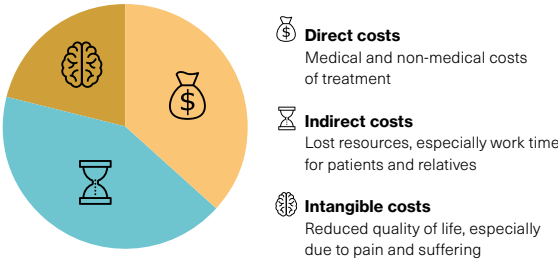 Direct costs
Medical and non-medical costs
of treatment
Indirect costs
Lost resources, especially work time
for patients and relatives
Intangible costs
Reduced quality of life, especially
due to pain and suffering